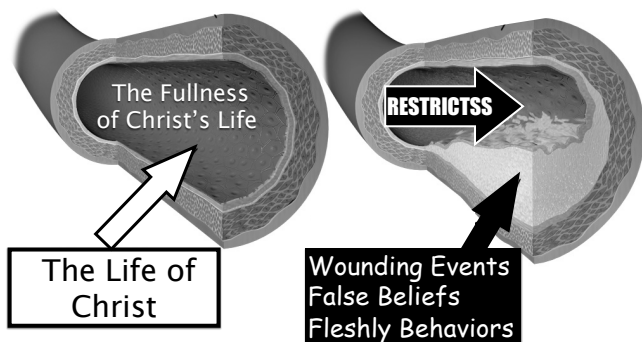 The Fullness
of Christ's Life
The Life of
Christ
RESTRICTSS
Wounding Events
False Beliefs
Fleshly Behaviors